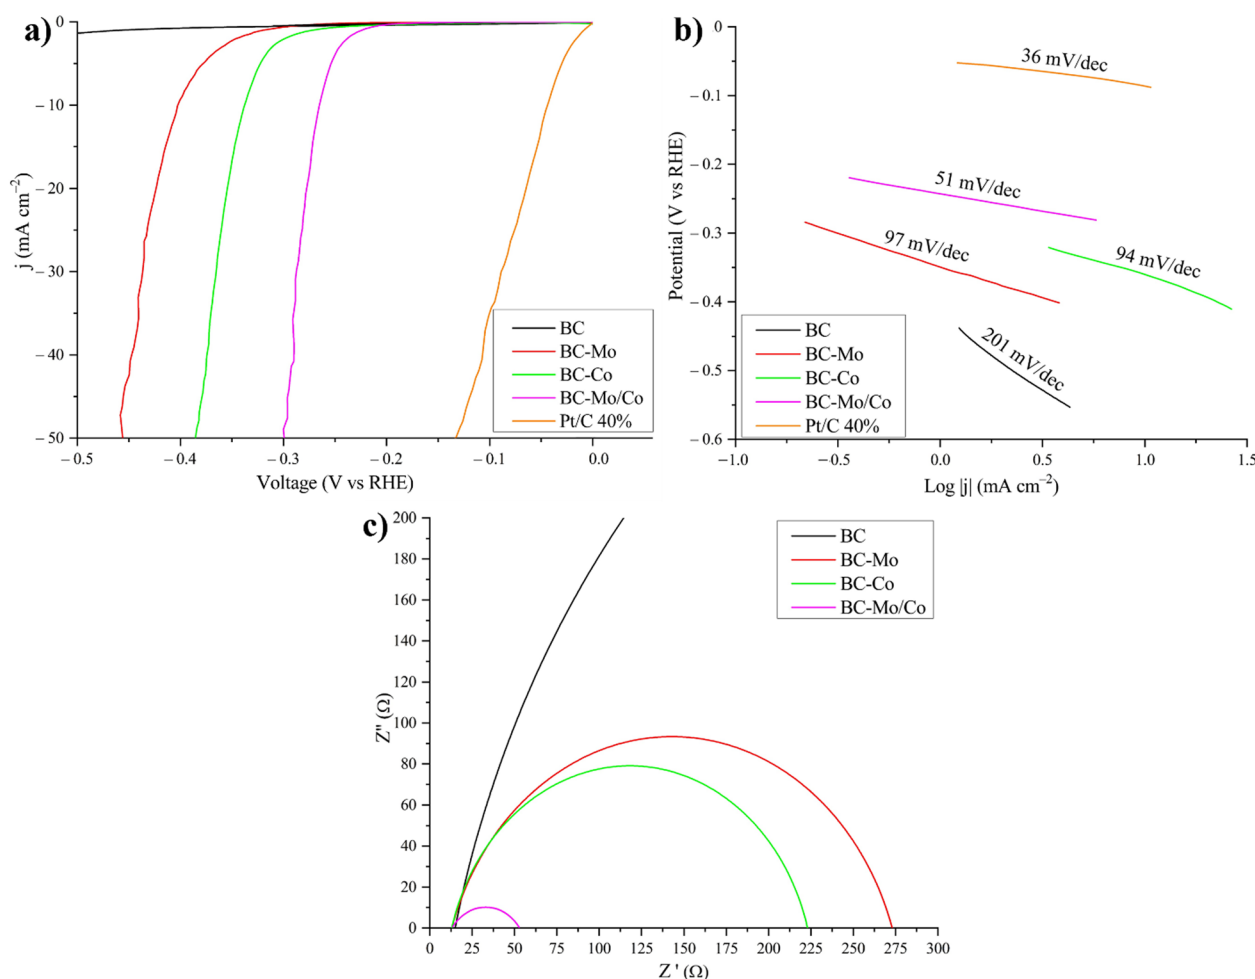 a)
0
−10
−20
−30
−40
−50
j (mA cm⁻²)
−0.5
−0.4
−0.3
−0.2
−0.1
0.0
Voltage (V vs RHE)
BC
BC-Mo
BC-Co
BC-Mo/Co
Pt/C 40%
b)
0.0
−0.1
−0.2
−0.3
−0.4
−0.5
−0.6
Potential (V vs RHE)
36 mV/dec
51 mV/dec
97 mV/dec
94 mV/dec
201 mV/dec
BC
BC-Mo
BC-Co
BC-Mo/Co
Pt/C 40%
−1.0
−0.5
0.0
0.5
1.0
1.5
Log |j| (mA cm⁻²)
c)
200
180
160
140
120
100
80
60
40
20
0
Z'' (Ω)
BC
BC-Mo
BC-Co
BC-Mo/Co
0
25
50
75
100
125
150
175
200
225
250
275
300
Z ' (Ω)